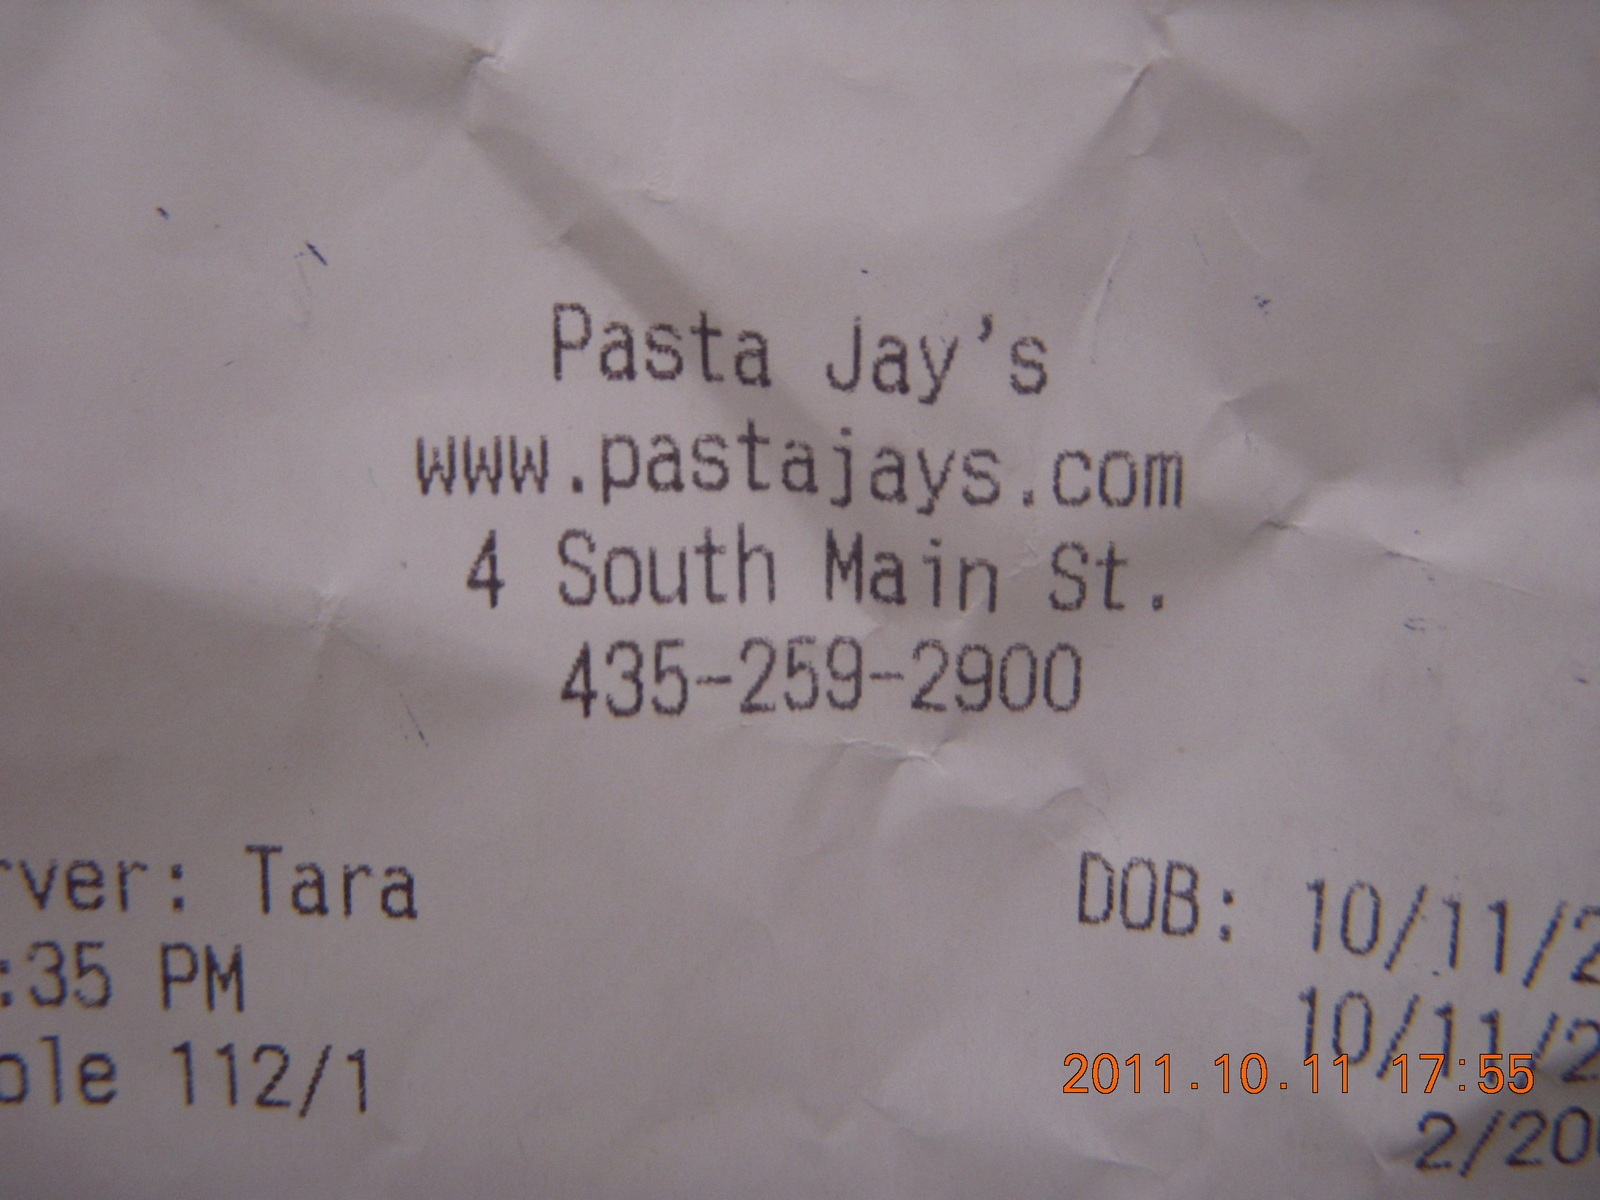 Pasta Jay's
www.pastajays.com
4 South Main St.
435-259-2900
rver: Tara
DOB: 10/11/2
:35 PM
10/11/2
ble 112/1
2/200
2011.10.11 17:55